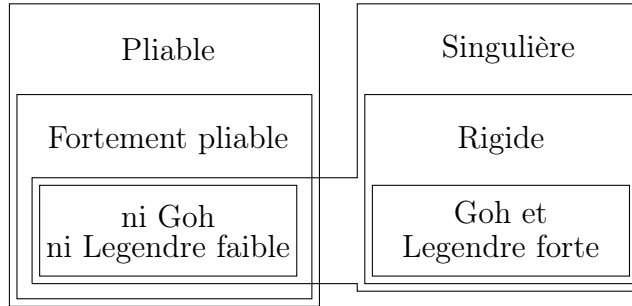 Pliable
Singulière
Fortement pliable
Rigide
ni Goh
ni Legendre faible
Goh et
Legendre forte